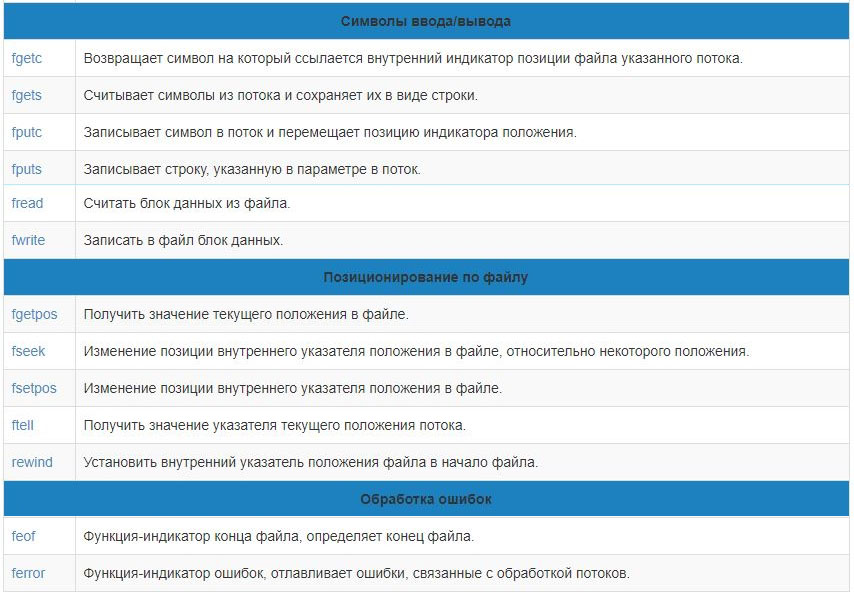 Символы ввода/вывода
fgetc Возвращает символ на который ссылается внутренний индикатор позиции файла указанного потока.
fgets Считывает символы из потока и сохраняет их в виде строки.
fputc Записывает символ в поток и перемещает позицию индикатора положения.
fputs Записывает строку, указанную в параметре в поток.
fread Считать блок данных из файла.
fwrite Записать в файл блок данных.
Позиционирование по файлу
fgetpos Получить значение текущего положения в файле.
fseek Изменение позиции внутреннего указателя положения в файле, относительно некоторого положения.
fsetpos Изменение позиции внутреннего указателя положения в файле.
ftell Получить значение указателя текущего положения потока.
rewind Установить внутренний указатель положения файла в начало файла.
Обработка ошибок
feof Функция-индикатор конца файла, определяет конец файла.
ferror Функция-индикатор ошибок, отлавливает ошибки, связанные с обработкой потоков.